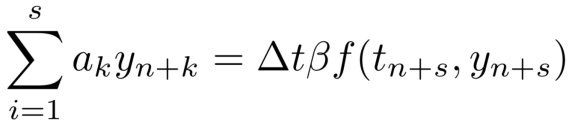 \sum_{i=1}^{s} a_k y_{n+k} = \Delta t \beta f(t_{n+s}, y_{n+s})